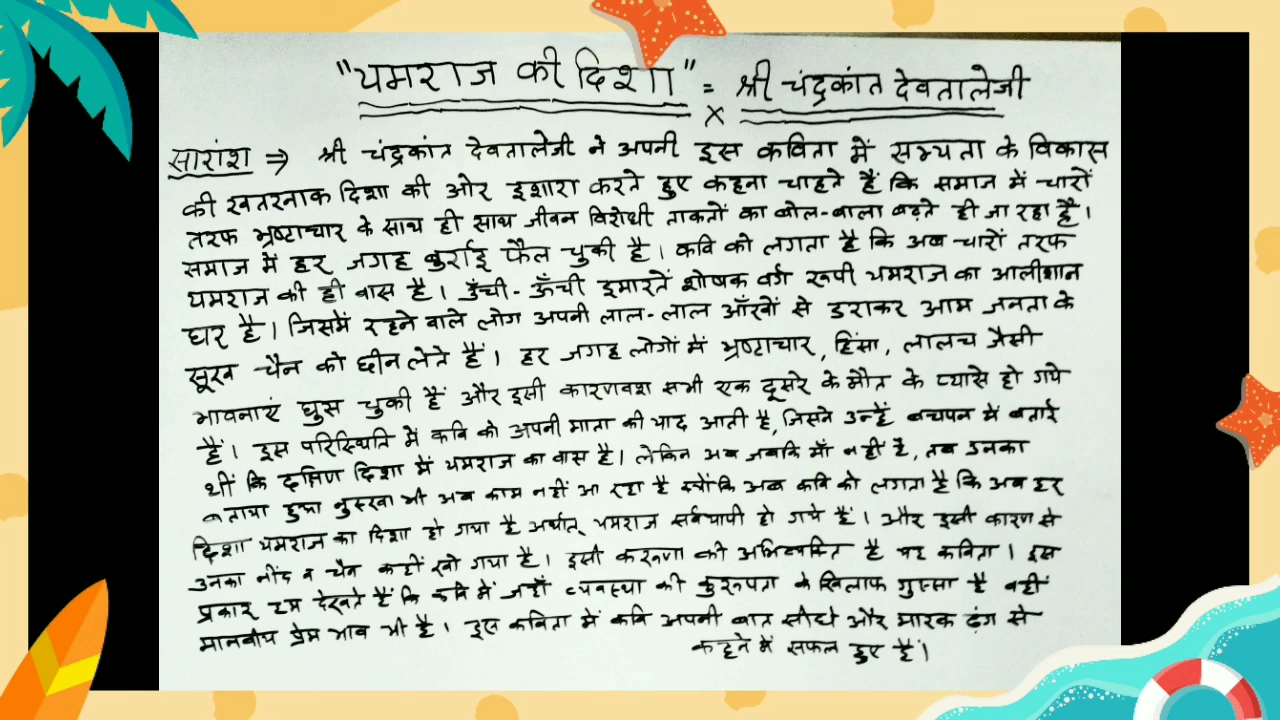 "यमराज की दिशा" = श्री चंद्रकांत देवतालेजी
x
सारांश ⇒ श्री चंद्रकांत देवतालेजी ने अपनी इस कविता में सभ्यता के विकास
की खतरनाक दिशा की ओर इशारा करते हुए कहना चाहते हैं कि समाज में चारों
तरफ भ्रष्टाचार के साथ ही साथ जीवन विरोधी ताकतों का बोल-बाला बढ़ते ही जा रहा है।
समाज में हर जगह बुराई फैल चुकी है। कवि को लगता है कि अब चारों तरफ
यमराज की ही वास है। उुंची-ऊँची इमारतें शोषक वर्ग रूपी यमराज का आलीशान
घर है। जिसमें रहने वाले लोग अपनी लाल-लाल आँखों से डराकर आम जनता के
सूख चैन को छीन लेते हैं। हर जगह लोगों में भ्रष्टाचार, हिंसा, लालच जैसी
भावनाएं घुस चुकी हैं और इसी कारणवश सभी एक दूसरे के मौत के प्यासे हो गये
हैं। इस परिस्थिति में कवि को अपनी माता की याद आती है, जिसने उन्हें बचपन में बताई
थीं कि दक्षिण दिशा में यमराज का वास है। लेकिन अब जबकि माँ नहीं है, तब उनका
बताया हुआ नुस्खा भी अब काम नहीं आ रहा है क्योंकि अब कवि को लगता है कि अब हर
दिशा यमराज का दिशा हो गया है अर्थात् यमराज सर्वव्यापी हो गये हैं। और इसी कारण से
उनका नींद व चैन कहीं खो गया है। इसी करूणा की अभिव्यक्ति है यह कविता। इस
प्रकार हम देखते हैं कि कवि में जहाँ व्यवस्था की कुरूपता के खिलाफ गुस्सा है वहीं
मानवीय प्रेम भाव भी है। इस कविता में कवि अपनी बात सीधे और मारक ढंग से
कहने में सफल हुए हैं।